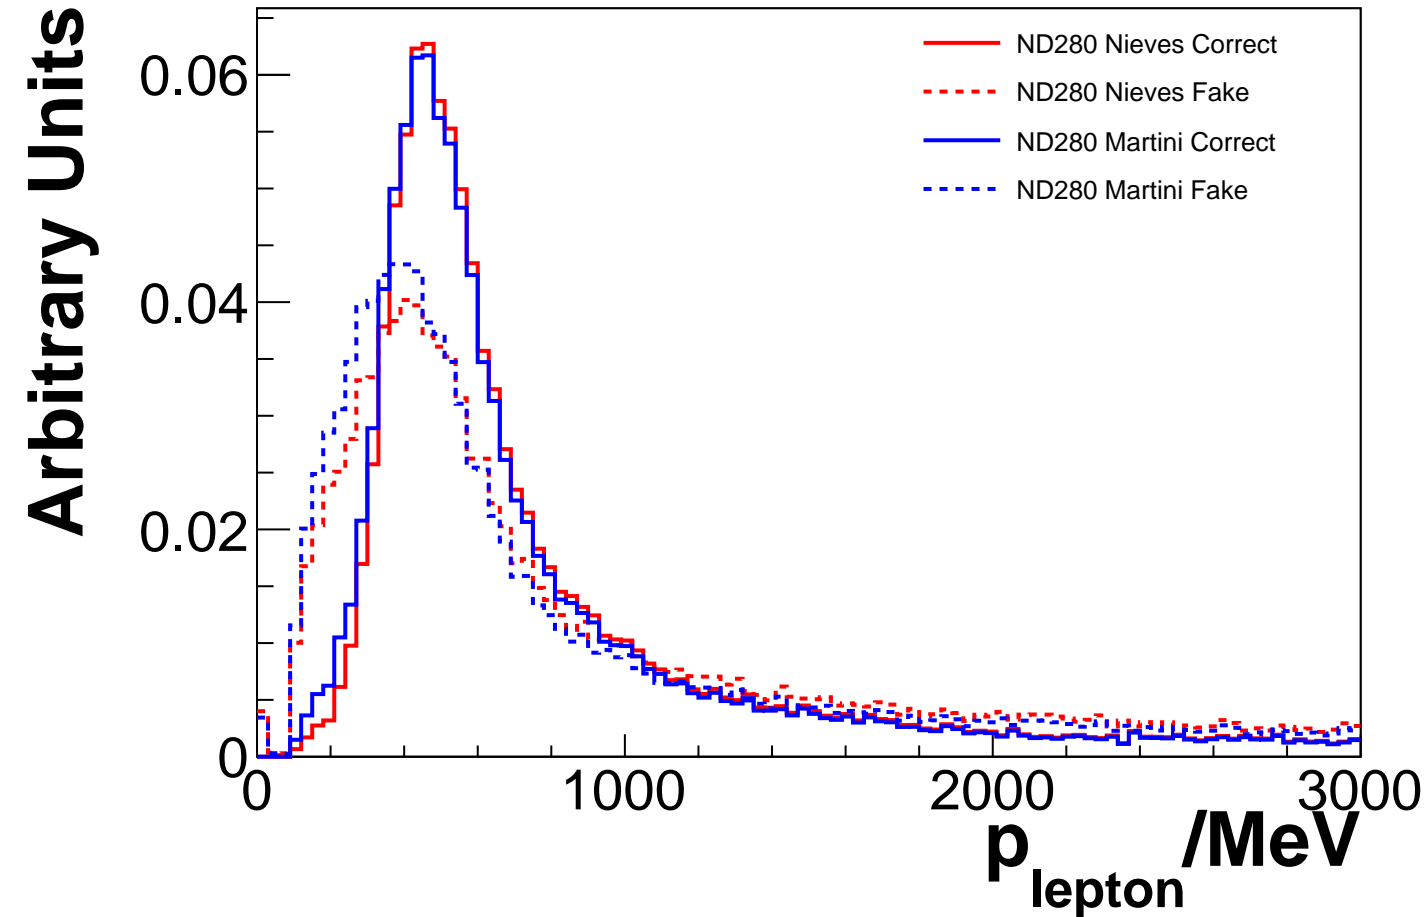 Arbitrary Units
0.06
0.04
0.02
0
ND280 Nieves Correct
ND280 Nieves Fake
ND280 Martini Correct
ND280 Martini Fake
0 1000 2000 3000
p_lepton/MeV